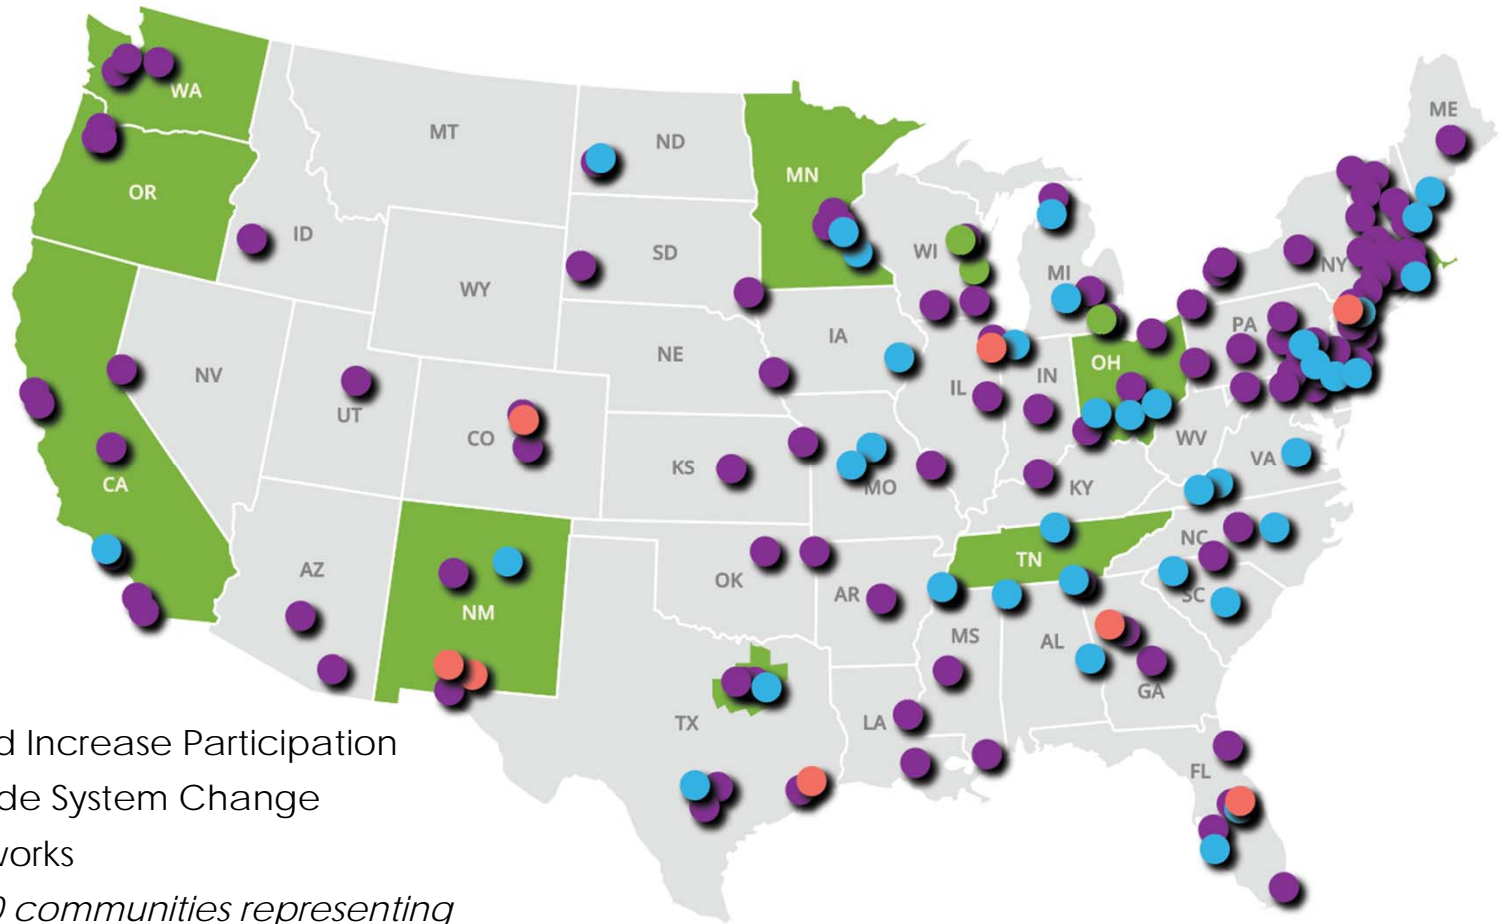 ME
WA
MT
ND
MN
OR
ID
WI
SD
MI
NY
WY
IA
PA
NE
OH
NV
IL
IN
UT
CO
WV
VA
KS
CA
MO
KY
NC
TN
AZ
OK
AR
SC
NM
MS
AL
GA
TX
LA
d Increase Participation
FL
de System Change
works
0 communities representing